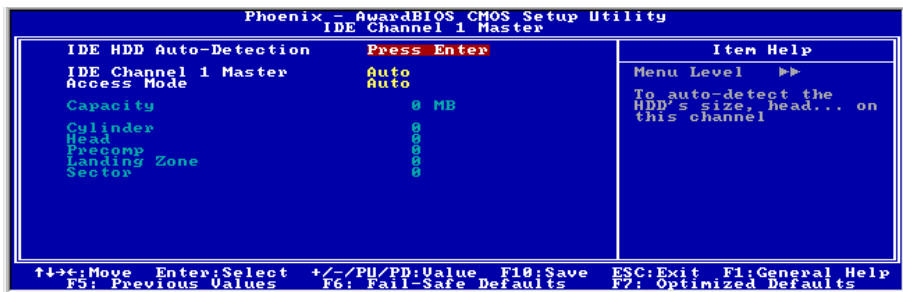 Phoenix - AwardBIOS CMOS Setup Utility
IDE Channel 1 Master
IDE HDD Auto-Detection Press Enter
IDE Channel 1 Master Auto
Access Mode Auto
Capacity 0 MB
Cylinder 0
Head 0
Precomp 0
Landing Zone 0
Sector 0
Item Help
Menu Level ▶▶
To auto-detect the
HDD's size, head... on
this channel
↑↓→←:Move Enter:Select +/-/PU/PD:Value F10:Save ESC:Exit F1:General Help
F5: Previous Values F6: Fail-Safe Defaults F7: Optimized Defaults